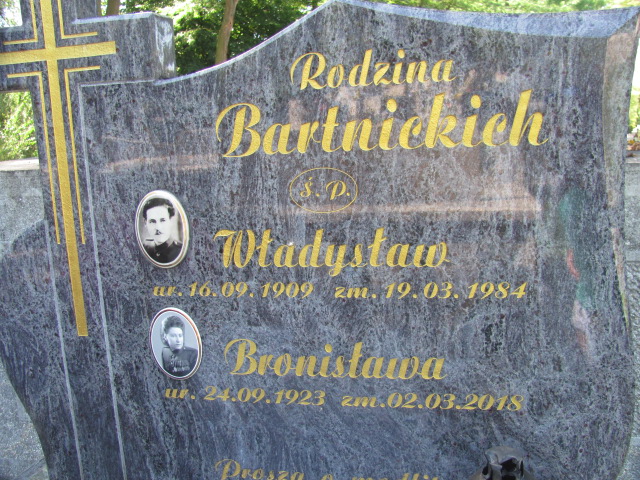 Rodzina
Bartnickich
ś. p.
Władysław
ur. 16.09.1909 zm. 19.03.1984
Bronisława
ur. 24.09.1923 zm.02.03.2018
Proszą o